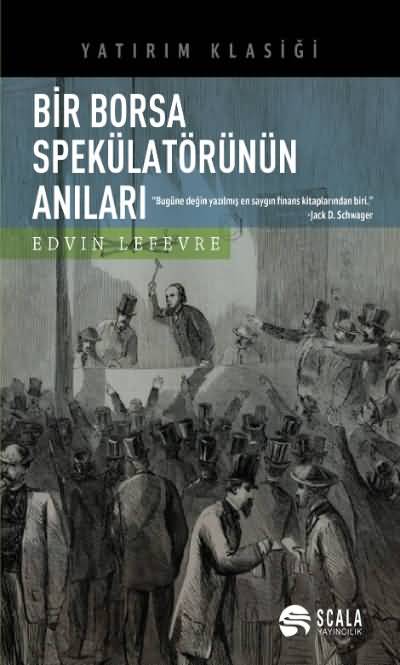 YATIRIM KLASİĞİ
BİR BORSA
SPEKÜLATÖRÜNÜN
ANILARI
"Bugüne değin yazılmış en saygın finans kitaplarından biri."
-Jack D. Schwager
EDVIN LEFEVRE
SCALA
YAYINCILIK